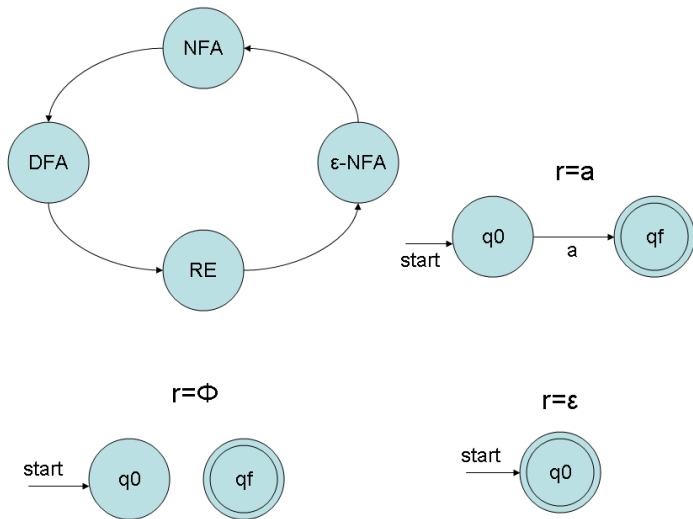 NFA
DFA
ε-NFA
RE
r=a
q0
qf
start
a
r=Φ
start
q0
qf
r=ε
start
q0